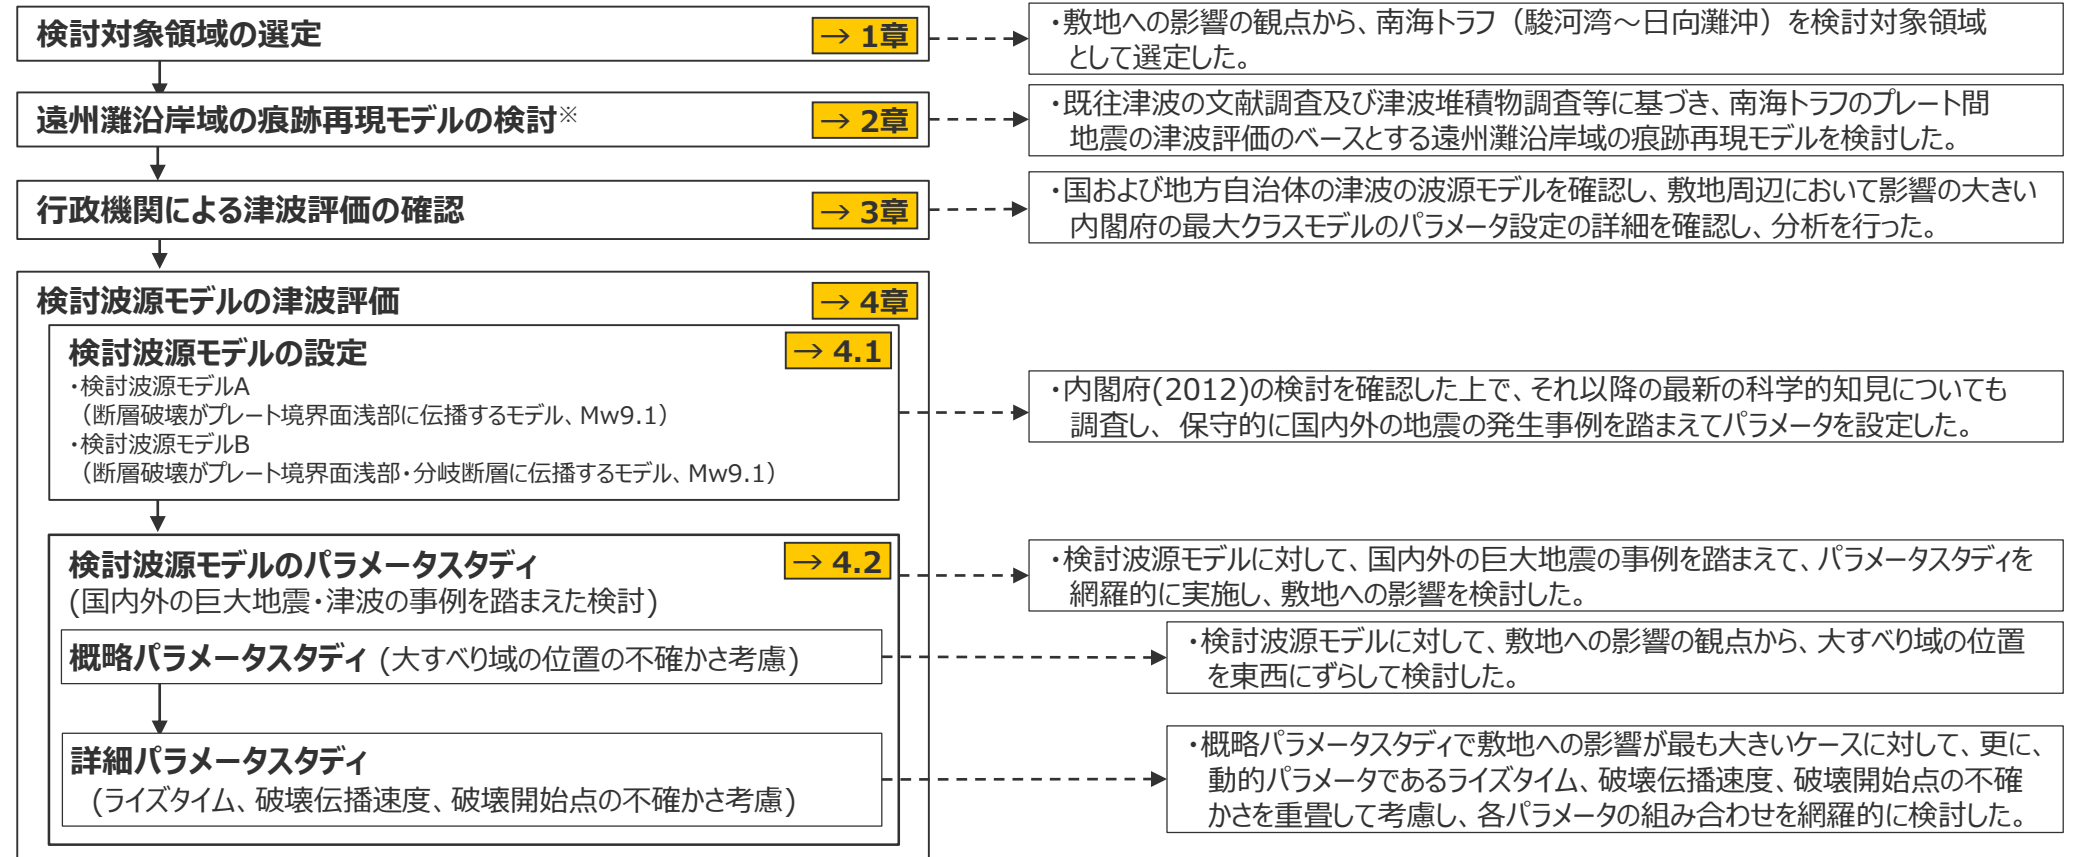 検討対象領域の選定
→ 1章
・敷地への影響の観点から、南海トラフ（駿河湾～日向灘沖）を検討対象領域
として選定した。
遠州灘沿岸域の痕跡再現モデルの検討※
→ 2章
・既往津波の文献調査及び津波堆積物調査等に基づき、南海トラフのプレート間
地震の津波評価のベースとする遠州灘沿岸域の痕跡再現モデルを検討した。
行政機関による津波評価の確認
→ 3章
・国および地方自治体の津波の波源モデルを確認し、敷地周辺において影響の大きい
内閣府の最大クラスモデルのパラメータ設定の詳細を確認し、分析を行った。
検討波源モデルの津波評価
→ 4章
検討波源モデルの設定
→ 4.1
・検討波源モデルA
（断層破壊がプレート境界面浅部に伝播するモデル、Mw9.1）
・検討波源モデルB
（断層破壊がプレート境界面浅部・分岐断層に伝播するモデル、Mw9.1）
・内閣府(2012)の検討を確認した上で、それ以降の最新の科学的知見についても
調査し、保守的に国内外の地震の発生事例を踏まえてパラメータを設定した。
検討波源モデルのパラメータスタディ
→ 4.2
(国内外の巨大地震・津波の事例を踏まえた検討)
・検討波源モデルに対して、国内外の巨大地震の事例を踏まえて、パラメータスタディを
網羅的に実施し、敷地への影響を検討した。
概略パラメータスタディ (大すべり域の位置の不確かさ考慮)
・検討波源モデルに対して、敷地への影響の観点から、大すべり域の位置
を東西にずらして検討した。
詳細パラメータスタディ
(ライズタイム、破壊伝播速度、破壊開始点の不確かさ考慮)
・概略パラメータスタディで敷地への影響が最も大きいケースに対して、更に、
動的パラメータであるライズタイム、破壊伝播速度、破壊開始点の不確
かさを重畳して考慮し、各パラメータの組み合わせを網羅的に検討した。